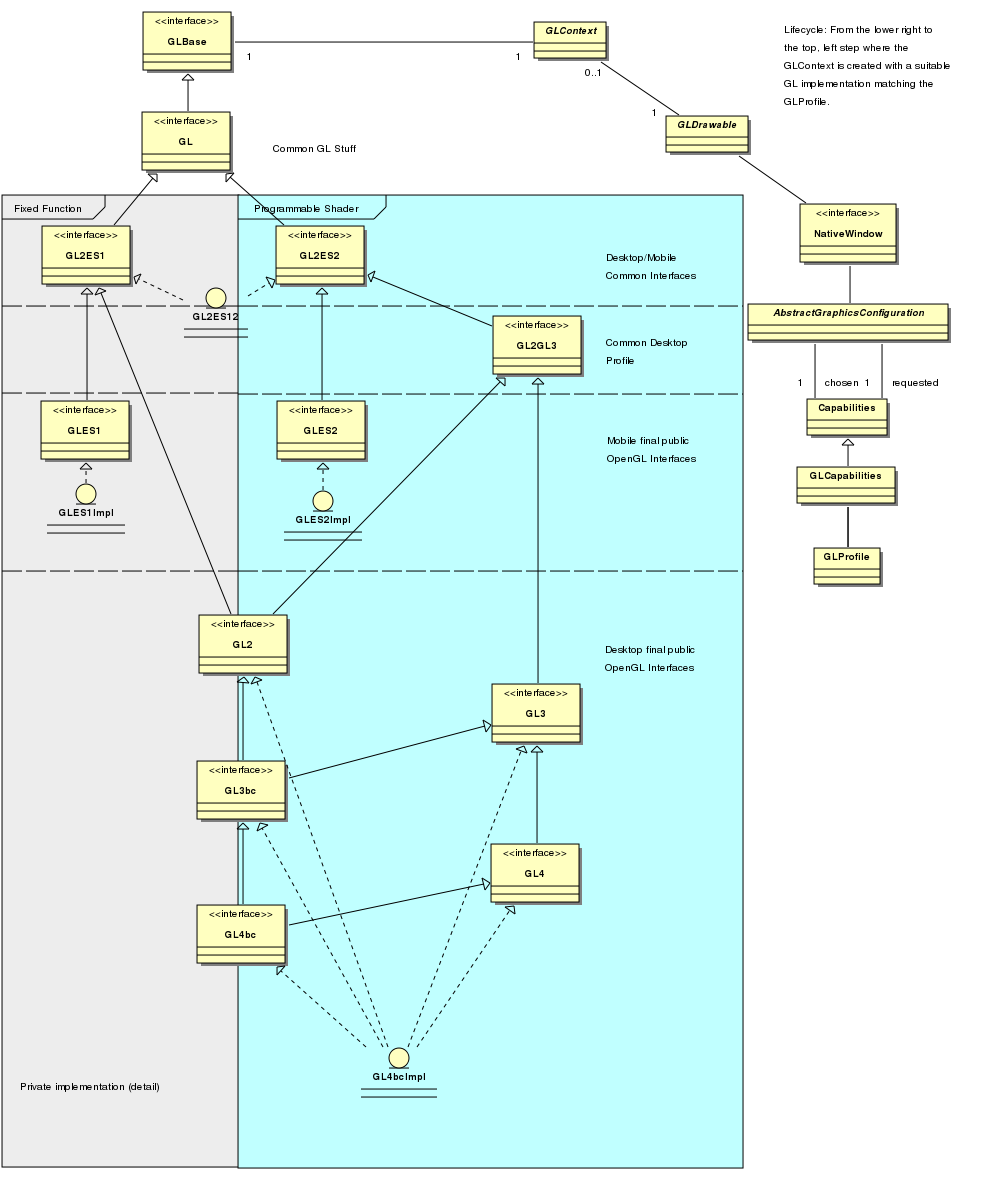 <<interface>>
GLBase
1
1
GLContext
0..1
1
Lifecycle: From the lower right to
the top, left step where the
GLContext is created with a suitable
GL implementation matching the
GLProfile.
<<interface>>
GL
Common GL Stuff
GLDrawable
Fixed Function
Programmable Shader
<<interface>>
NativeWindow
<<interface>>
GL2ES1
<<interface>>
GL2ES2
Desktop/Mobile
Common Interfaces
GL2ES12
AbstractGraphicsConfiguration
<<interface>>
GL2GL3
Common Desktop
Profile
1
chosen
1
requested
<<interface>>
GLES1
<<interface>>
GLES2
Mobile final public
OpenGL Interfaces
Capabilities
GLCapabilities
GLES1Impl
GLES2Impl
GLProfile
<<interface>>
GL2
Desktop final public
OpenGL Interfaces
<<interface>>
GL3
<<interface>>
GL3bc
<<interface>>
GL4
<<interface>>
GL4bc
GL4bcImpl
Private implementation (detail)